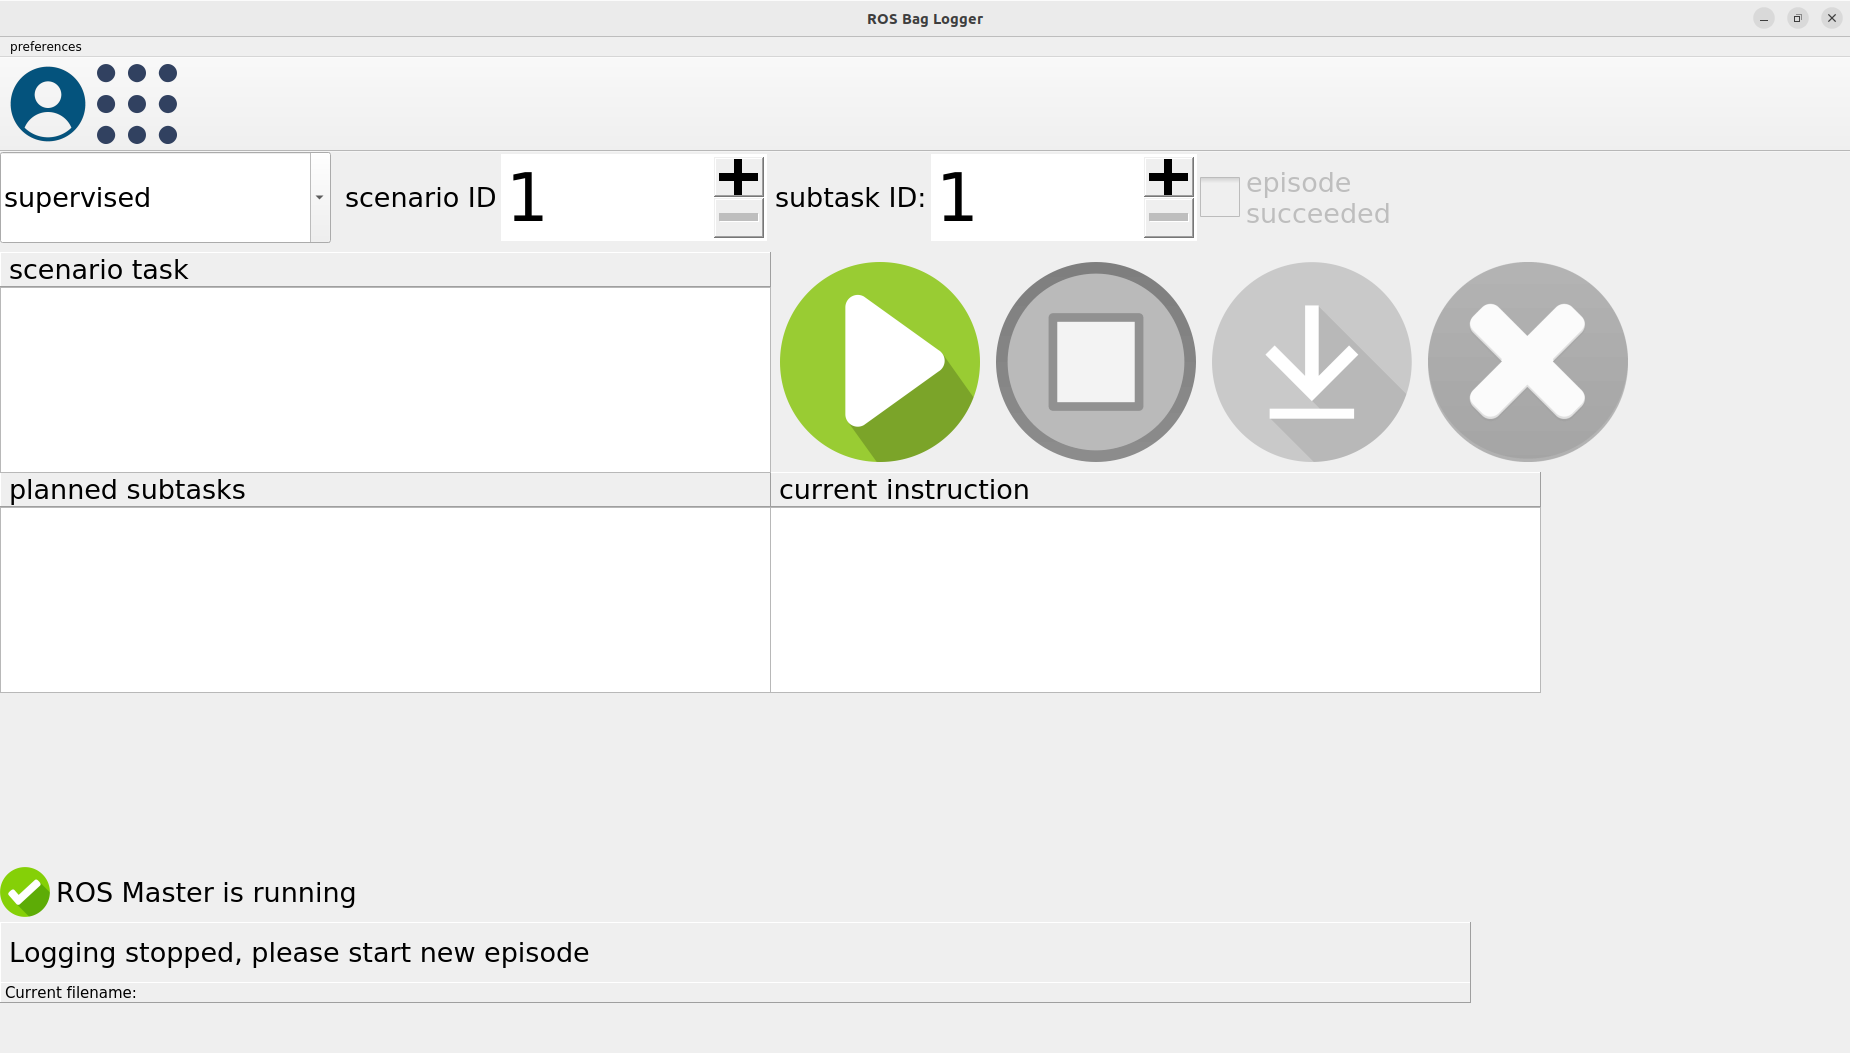 ROS Bag Logger
preferences
supervised
scenario ID
1
subtask ID:
1
episode
succeeded
scenario task
planned subtasks
current instruction
ROS Master is running
Logging stopped, please start new episode
Current filename: